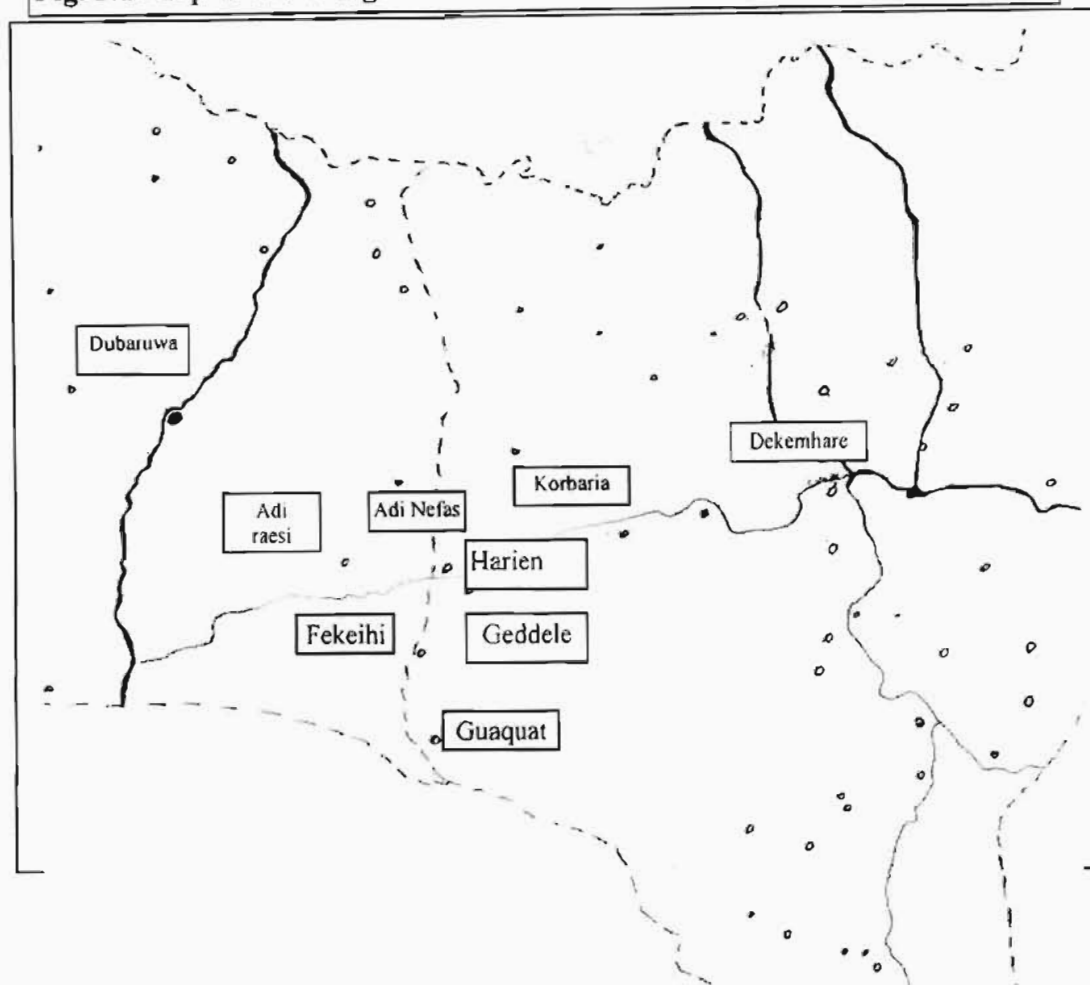 Dubaruwa
Dekemhare
Korbaria
Adi Nefas
Adi
raesi
Harien
Fekeihi
Geddele
Guaquat